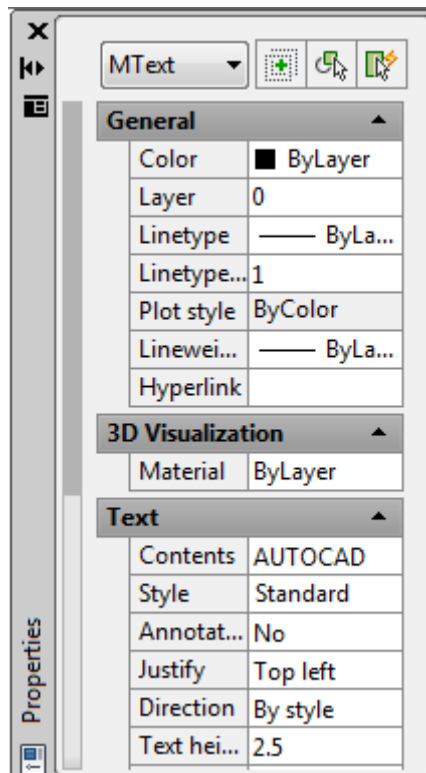 MText
General
Color ByLayer
Layer 0
Linetype ByLa...
Linetype... 1
Plot style ByColor
Linewei... ByLa...
Hyperlink
3D Visualization
Material ByLayer
Text
Contents AUTOCAD
Style Standard
Annotat... No
Justify Top left
Direction By style
Text hei... 2.5
Properties